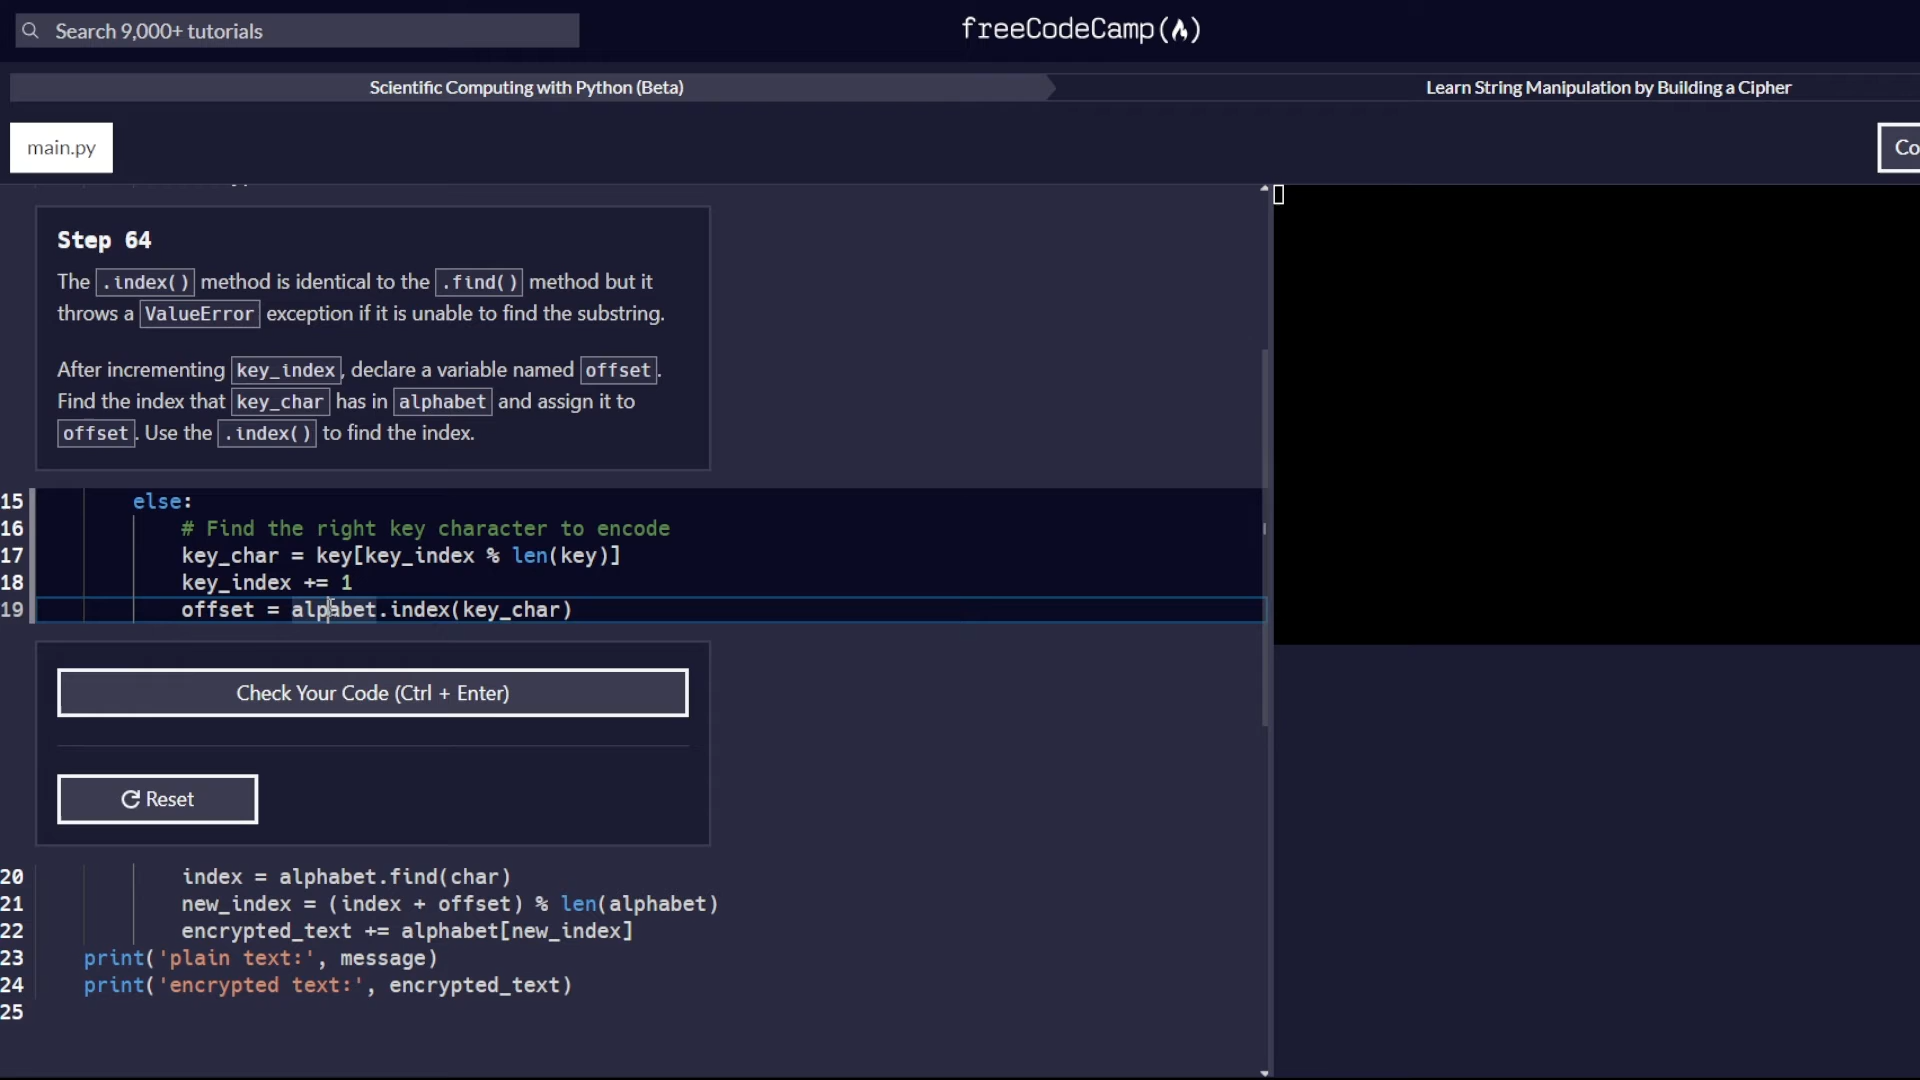 Search 9,000+ tutorials
freeCodeCamp
Scientific Computing with Python (Beta)
Learn String Manipulation by Building a Cipher
main.py
Co
Step 64
The .index() method is identical to the .find() method but it
throws a ValueError exception if it is unable to find the substring.
After incrementing key_index, declare a variable named offset.
Find the index that key_char has in alphabet and assign it to
offset. Use the .index() to find the index.
15 else:
16 # Find the right key character to encode
17 key_char = key[key_index % len(key)]
18 key_index += 1
19 offset = alpabet.index(key_char)
Check Your Code (Ctrl + Enter)
Reset
20 index = alphabet.find(char)
21 new_index = (index + offset) % len(alphabet)
22 encrypted_text += alphabet[new_index]
23 print('plain text:', message)
24 print('encrypted text:', encrypted_text)
25